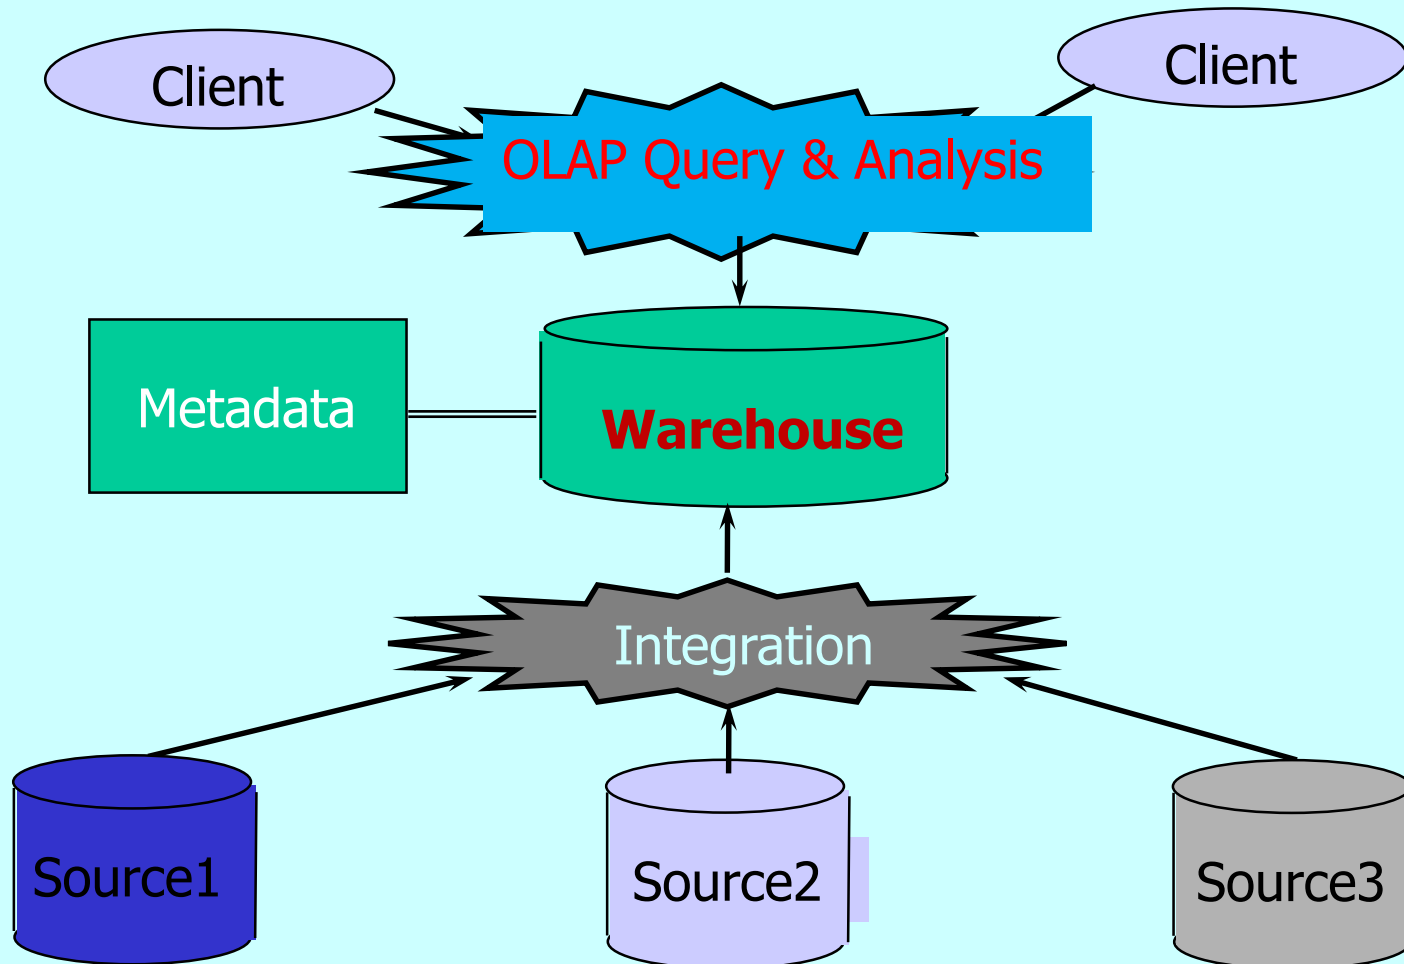 Client
Client
OLAP Query & Analysis
Metadata
Warehouse
Integration
Source1
Source2
Source3